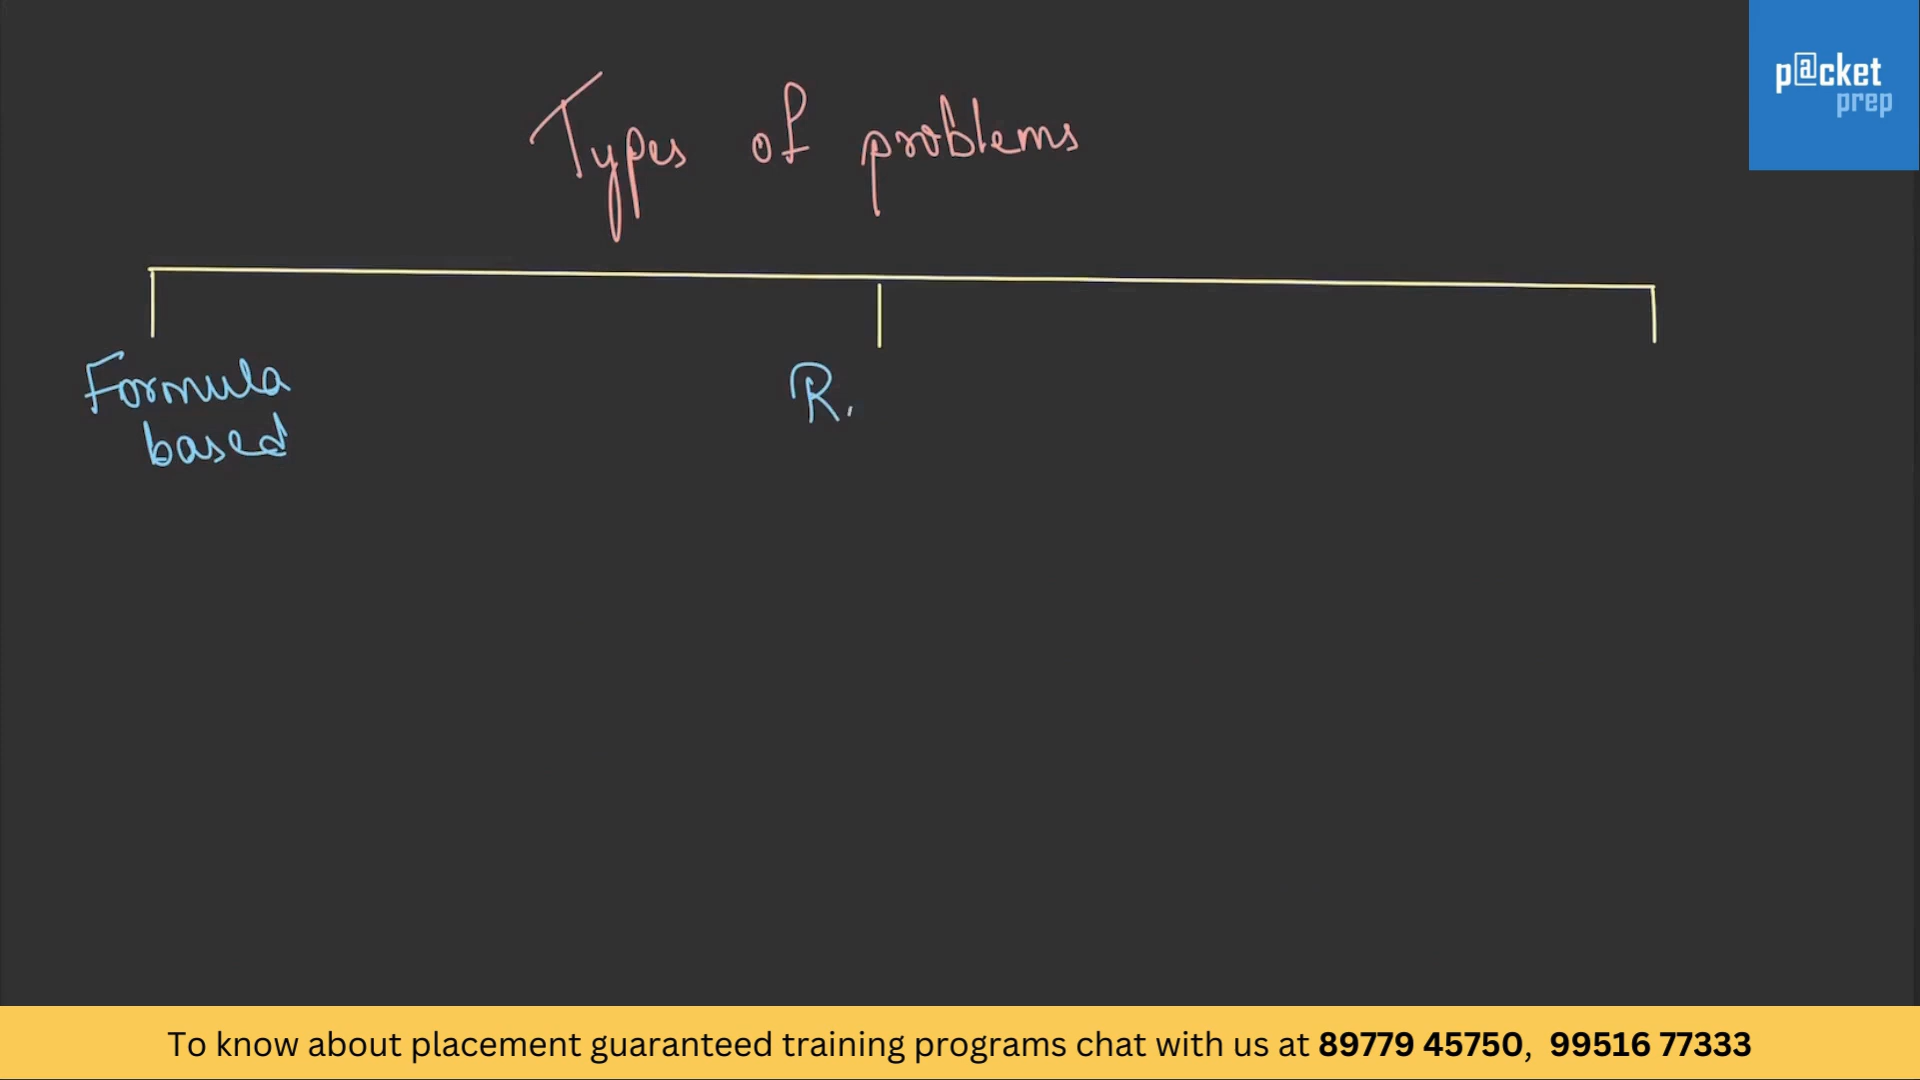 p@cket
prep
Types of problems
Formula
based
R.
To know about placement guaranteed training programs chat with us at 89779 45750, 99516 77333